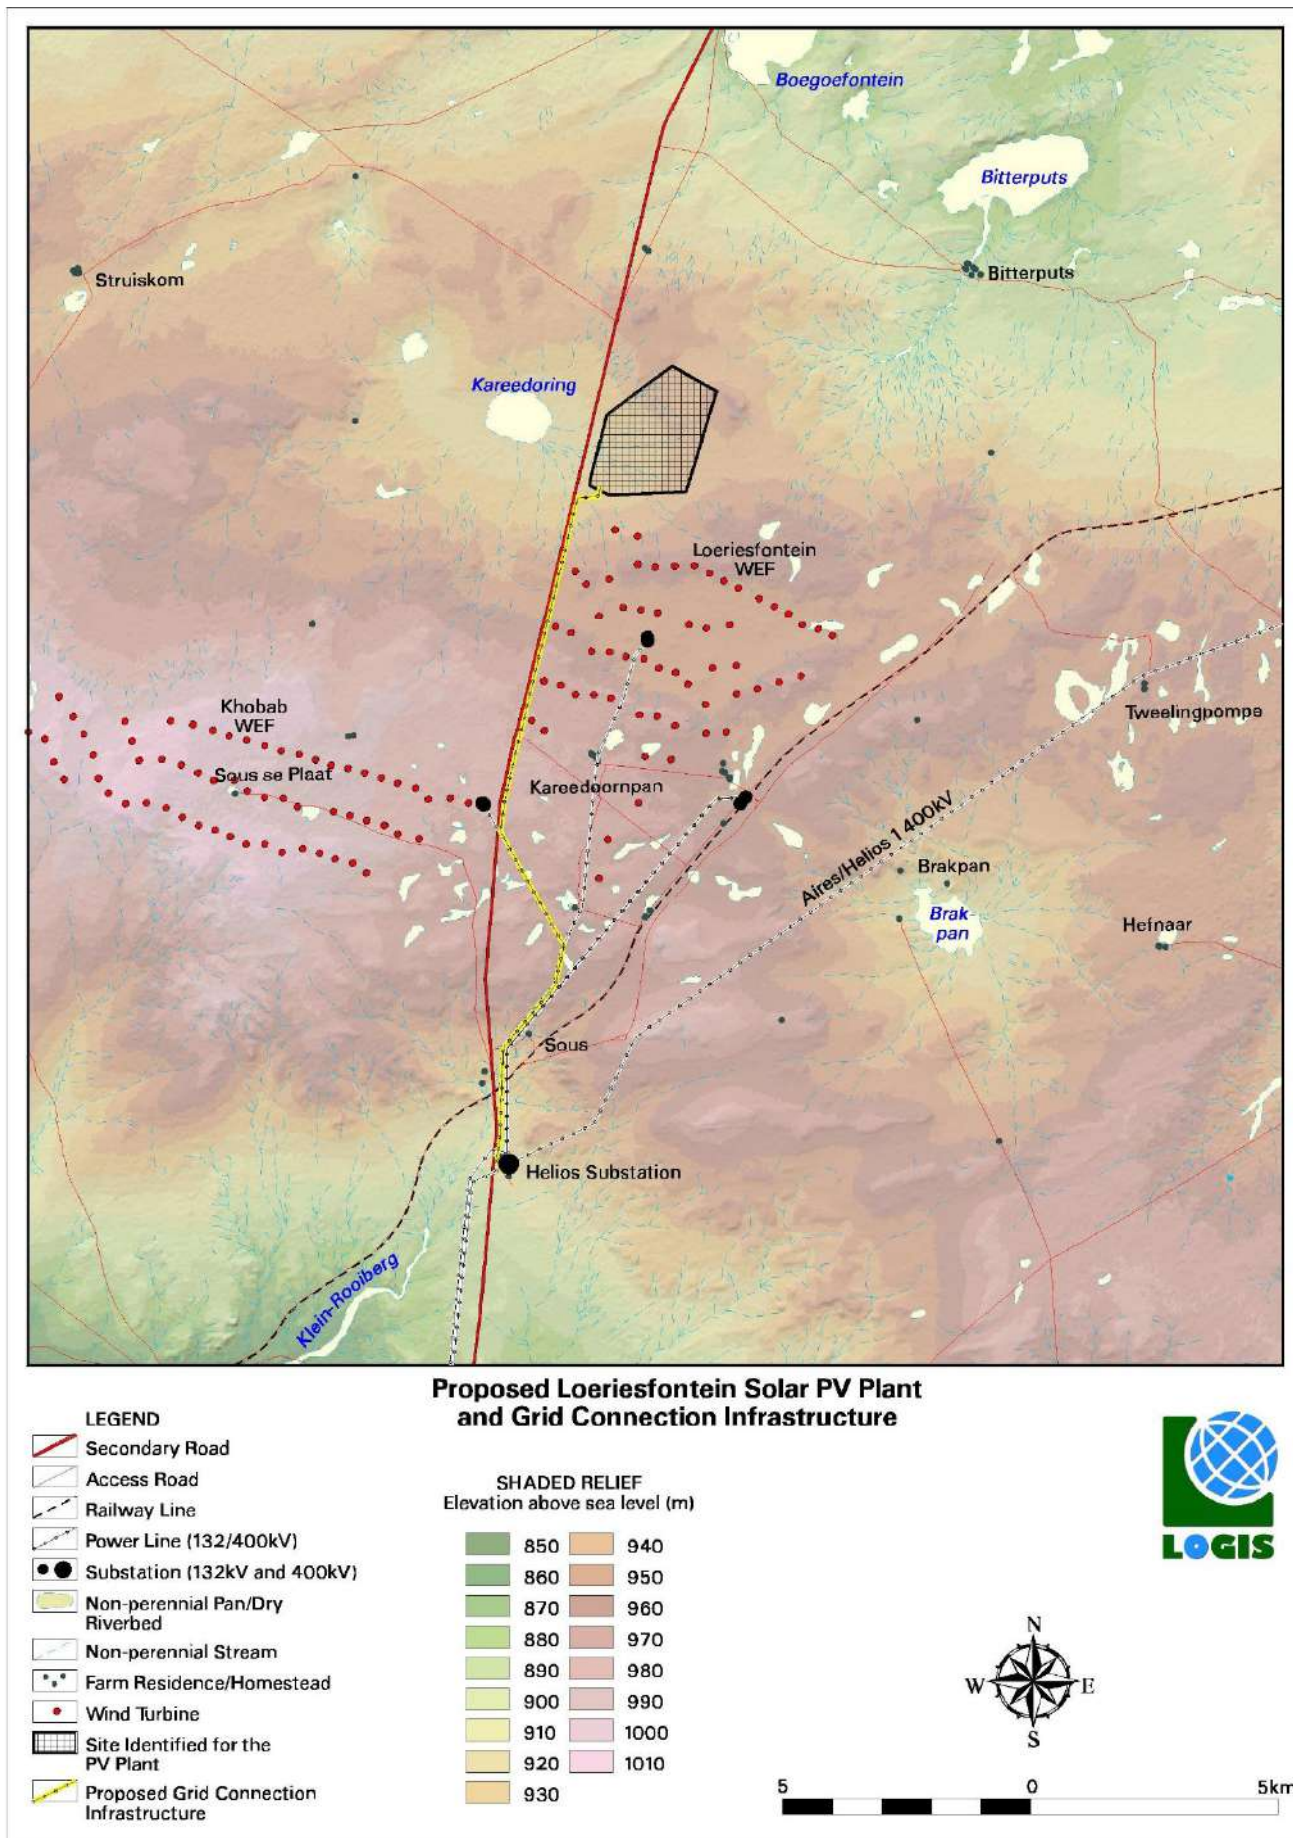 Boegoefontein
Bitterputs
Struiskom
Bitterputs
Kareedoring
Loeriesfontein
WEF
Khobab
WEF
Tweelingpompe
Sous se Plaat
Kareedoornpan
Aires/Helios 1 400kV
Brakpan
Brak-
pan
Hefnaar
Sous
Helios Substation
Klein-Rooiberg
Proposed Loeriesfontein Solar PV Plant
and Grid Connection Infrastructure
LEGEND
Secondary Road
Access Road
Railway Line
Power Line (132/400kV)
Substation (132kV and 400kV)
Non-perennial Pan/Dry
Riverbed
Non-perennial Stream
Farm Residence/Homestead
Wind Turbine
Site Identified for the
PV Plant
Proposed Grid Connection
Infrastructure
SHADED RELIEF
Elevation above sea level (m)
850 940
860 950
870 960
880 970
890 980
900 990
910 1000
920 1010
930
LOGIS
N
W E
S
5 0 5km